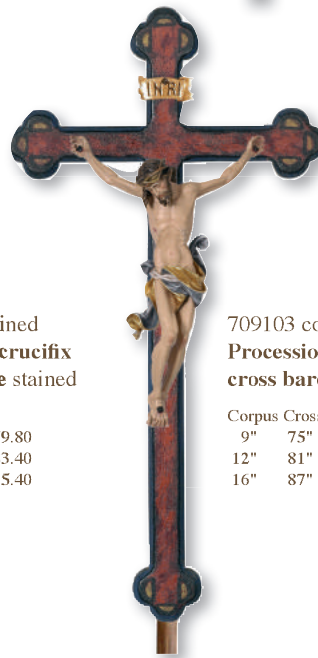 INRI
ined
crucifix
e stained
9.80
3.40
5.40
709103 co
Processio
cross baro
Corpus Cross
9" 75"
12" 81"
16" 87"